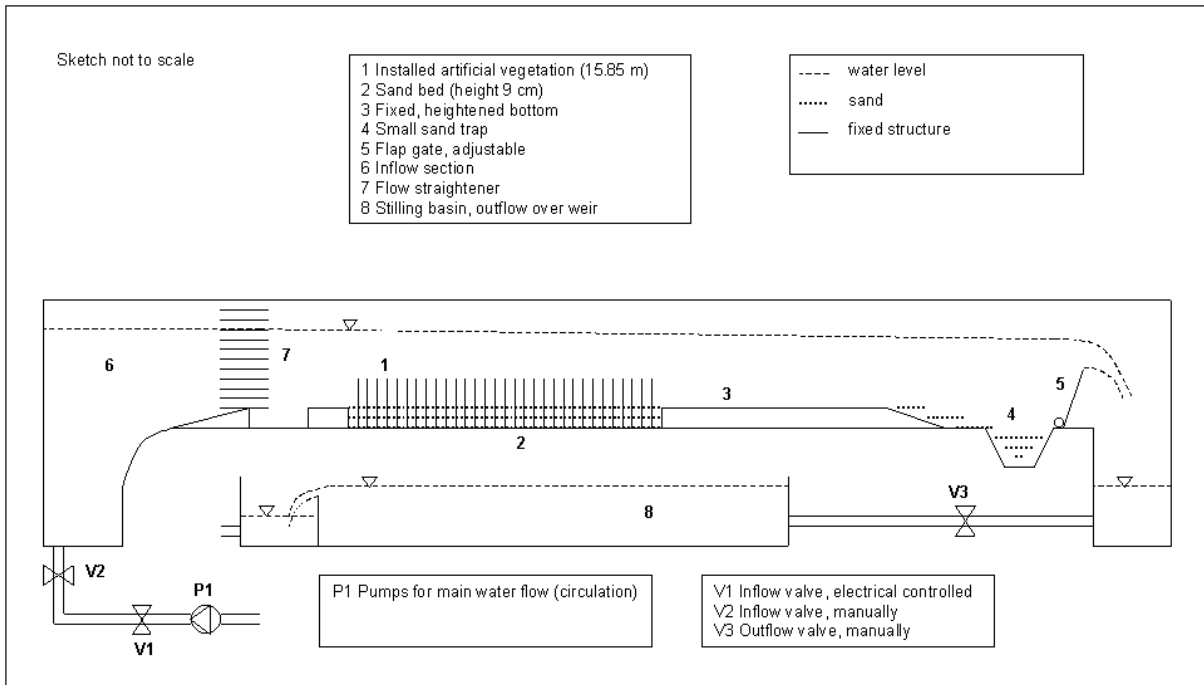 Sketch not to scale
1 Installed artificial vegetation (15.85 m)
2 Sand bed (height 9 cm)
3 Fixed, heightened bottom
4 Small sand trap
5 Flap gate, adjustable
6 Inflow section
7 Flow straightener
8 Stilling basin, outflow over weir
water level
sand
fixed structure
6
7
1
3
5
4
2
8
V3
V2
P1
V1
P1 Pumps for main water flow (circulation)
V1 Inflow valve, electrical controlled
V2 Inflow valve, manually
V3 Outflow valve, manually